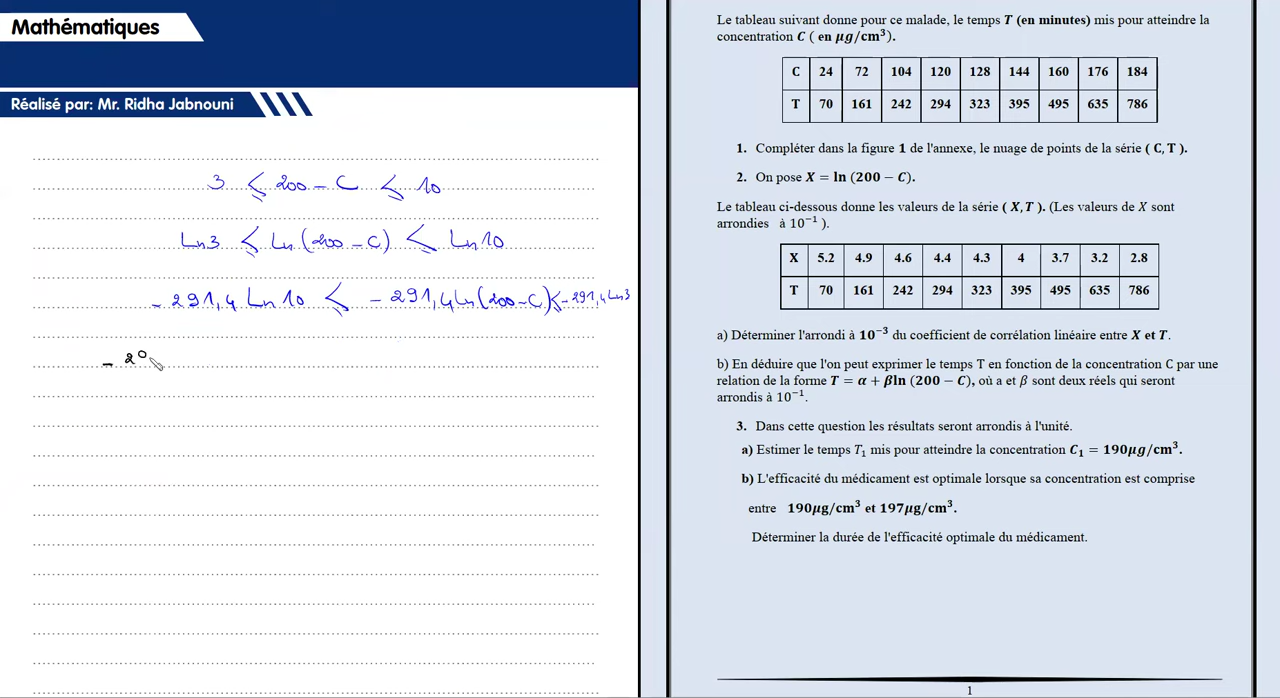 Mathématiques
Réalisé par: Mr. Ridha Jabnouni
3 ≤ 200 - C ≤ 10
Ln3 ≤ Ln(200 - C) ≤ Ln10
- 291,4 Ln 10 ≤ - 291,4 Ln(200 - C) ≤ - 291,4 Ln3
- 2
Le tableau suivant donne pour ce malade, le temps T (en minutes) mis pour atteindre la
concentration C ( en μg/cm³).
C 24 72 104 120 128 144 160 176 184
T 70 161 242 294 323 395 495 635 786
1. Compléter dans la figure 1 de l'annexe, le nuage de points de la série ( C, T ).
2. On pose X = ln (200 − C).
Le tableau ci-dessous donne les valeurs de la série ( X, T ). (Les valeurs de X sont
arrondies à 10⁻¹ ).
X 5.2 4.9 4.6 4.4 4.3 4 3.7 3.2 2.8
T 70 161 242 294 323 395 495 635 786
a) Déterminer l'arrondi à 10⁻³ du coefficient de corrélation linéaire entre X et T.
b) En déduire que l'on peut exprimer le temps T en fonction de la concentration C par une
relation de la forme T = α + βln (200 − C), où a et β sont deux réels qui seront
arrondis à 10⁻¹.
3. Dans cette question les résultats seront arrondis à l'unité.
a) Estimer le temps T₁ mis pour atteindre la concentration C₁ = 190μg/cm³.
b) L'efficacité du médicament est optimale lorsque sa concentration est comprise
entre 190μg/cm³ et 197μg/cm³.
Déterminer la durée de l'efficacité optimale du médicament.
1